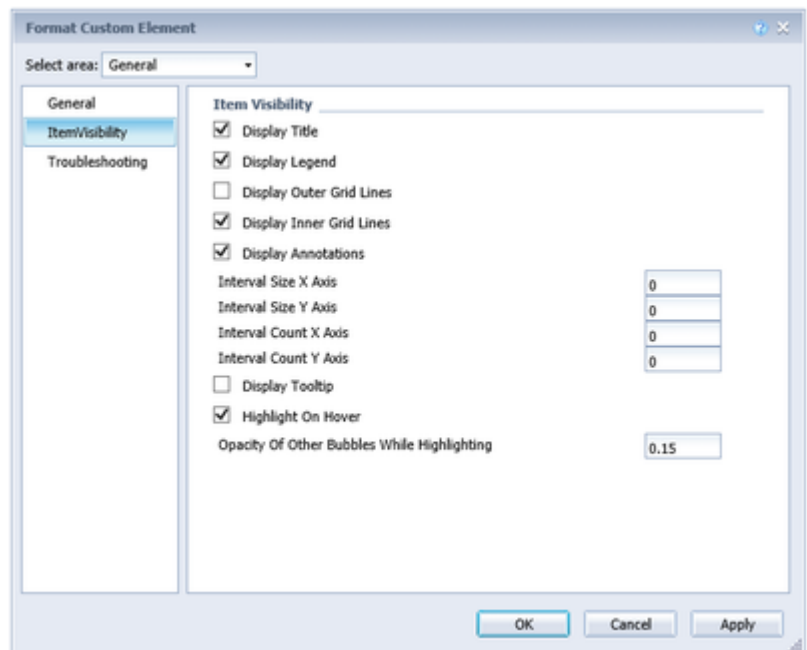 Format Custom Element
Select area: General
General
ItemVisibility
Troubleshooting
Item Visibility
Display Title
Display Legend
Display Outer Grid Lines
Display Inner Grid Lines
Display Annotations
Interval Size X Axis 0
Interval Size Y Axis 0
Interval Count X Axis 0
Interval Count Y Axis 0
Display Tooltip
Highlight On Hover
Opacity Of Other Bubbles While Highlighting 0.15
OK Cancel Apply